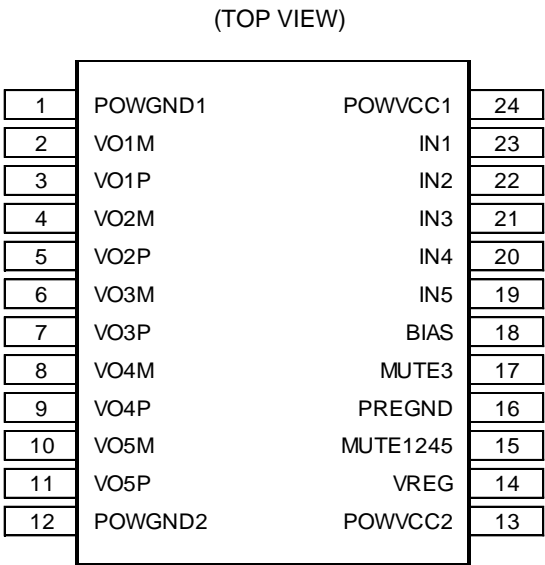 (TOP VIEW)
1 POWGND1 POWVCC1 24
2 VO1M IN1 23
3 VO1P IN2 22
4 VO2M IN3 21
5 VO2P IN4 20
6 VO3M IN5 19
7 VO3P BIAS 18
8 VO4M MUTE3 17
9 VO4P PREGND 16
10 VO5M MUTE1245 15
11 VO5P VREG 14
12 POWGND2 POWVCC2 13